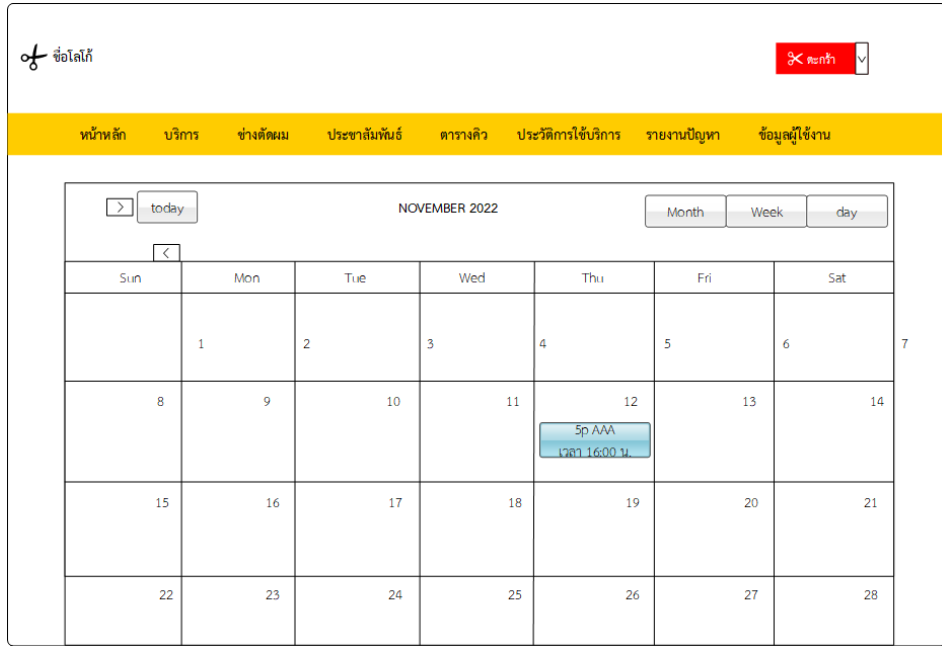 ชื่อโลโก้
ตะกร้า
หน้าหลัก บริการ ช่างตัดผม ประชาสัมพันธ์ ตารางคิว ประวัติการใช้บริการ รายงานปัญหา ข้อมูลผู้ใช้งาน
> today NOVEMBER 2022 Month Week day
<
Sun Mon Tue Wed Thu Fri Sat
1 2 3 4 5 6 7
8 9 10 11 12 13 14
5p AAA
เวลา 16:00 น.
15 16 17 18 19 20 21
22 23 24 25 26 27 28